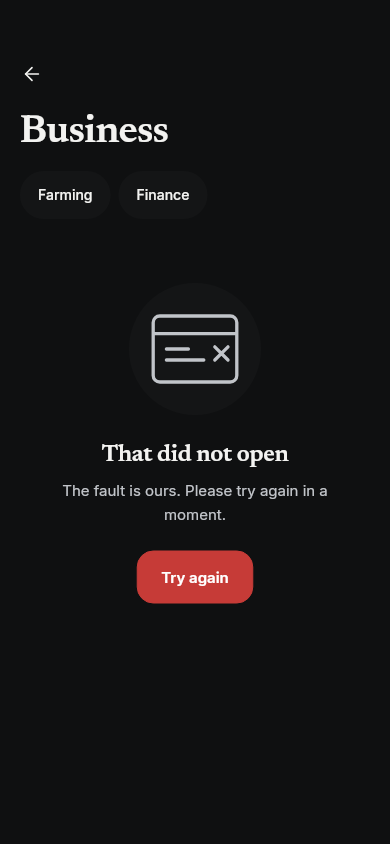 Business
Farming
Finance
That did not open
The fault is ours. Please try again in a
moment.
Try again